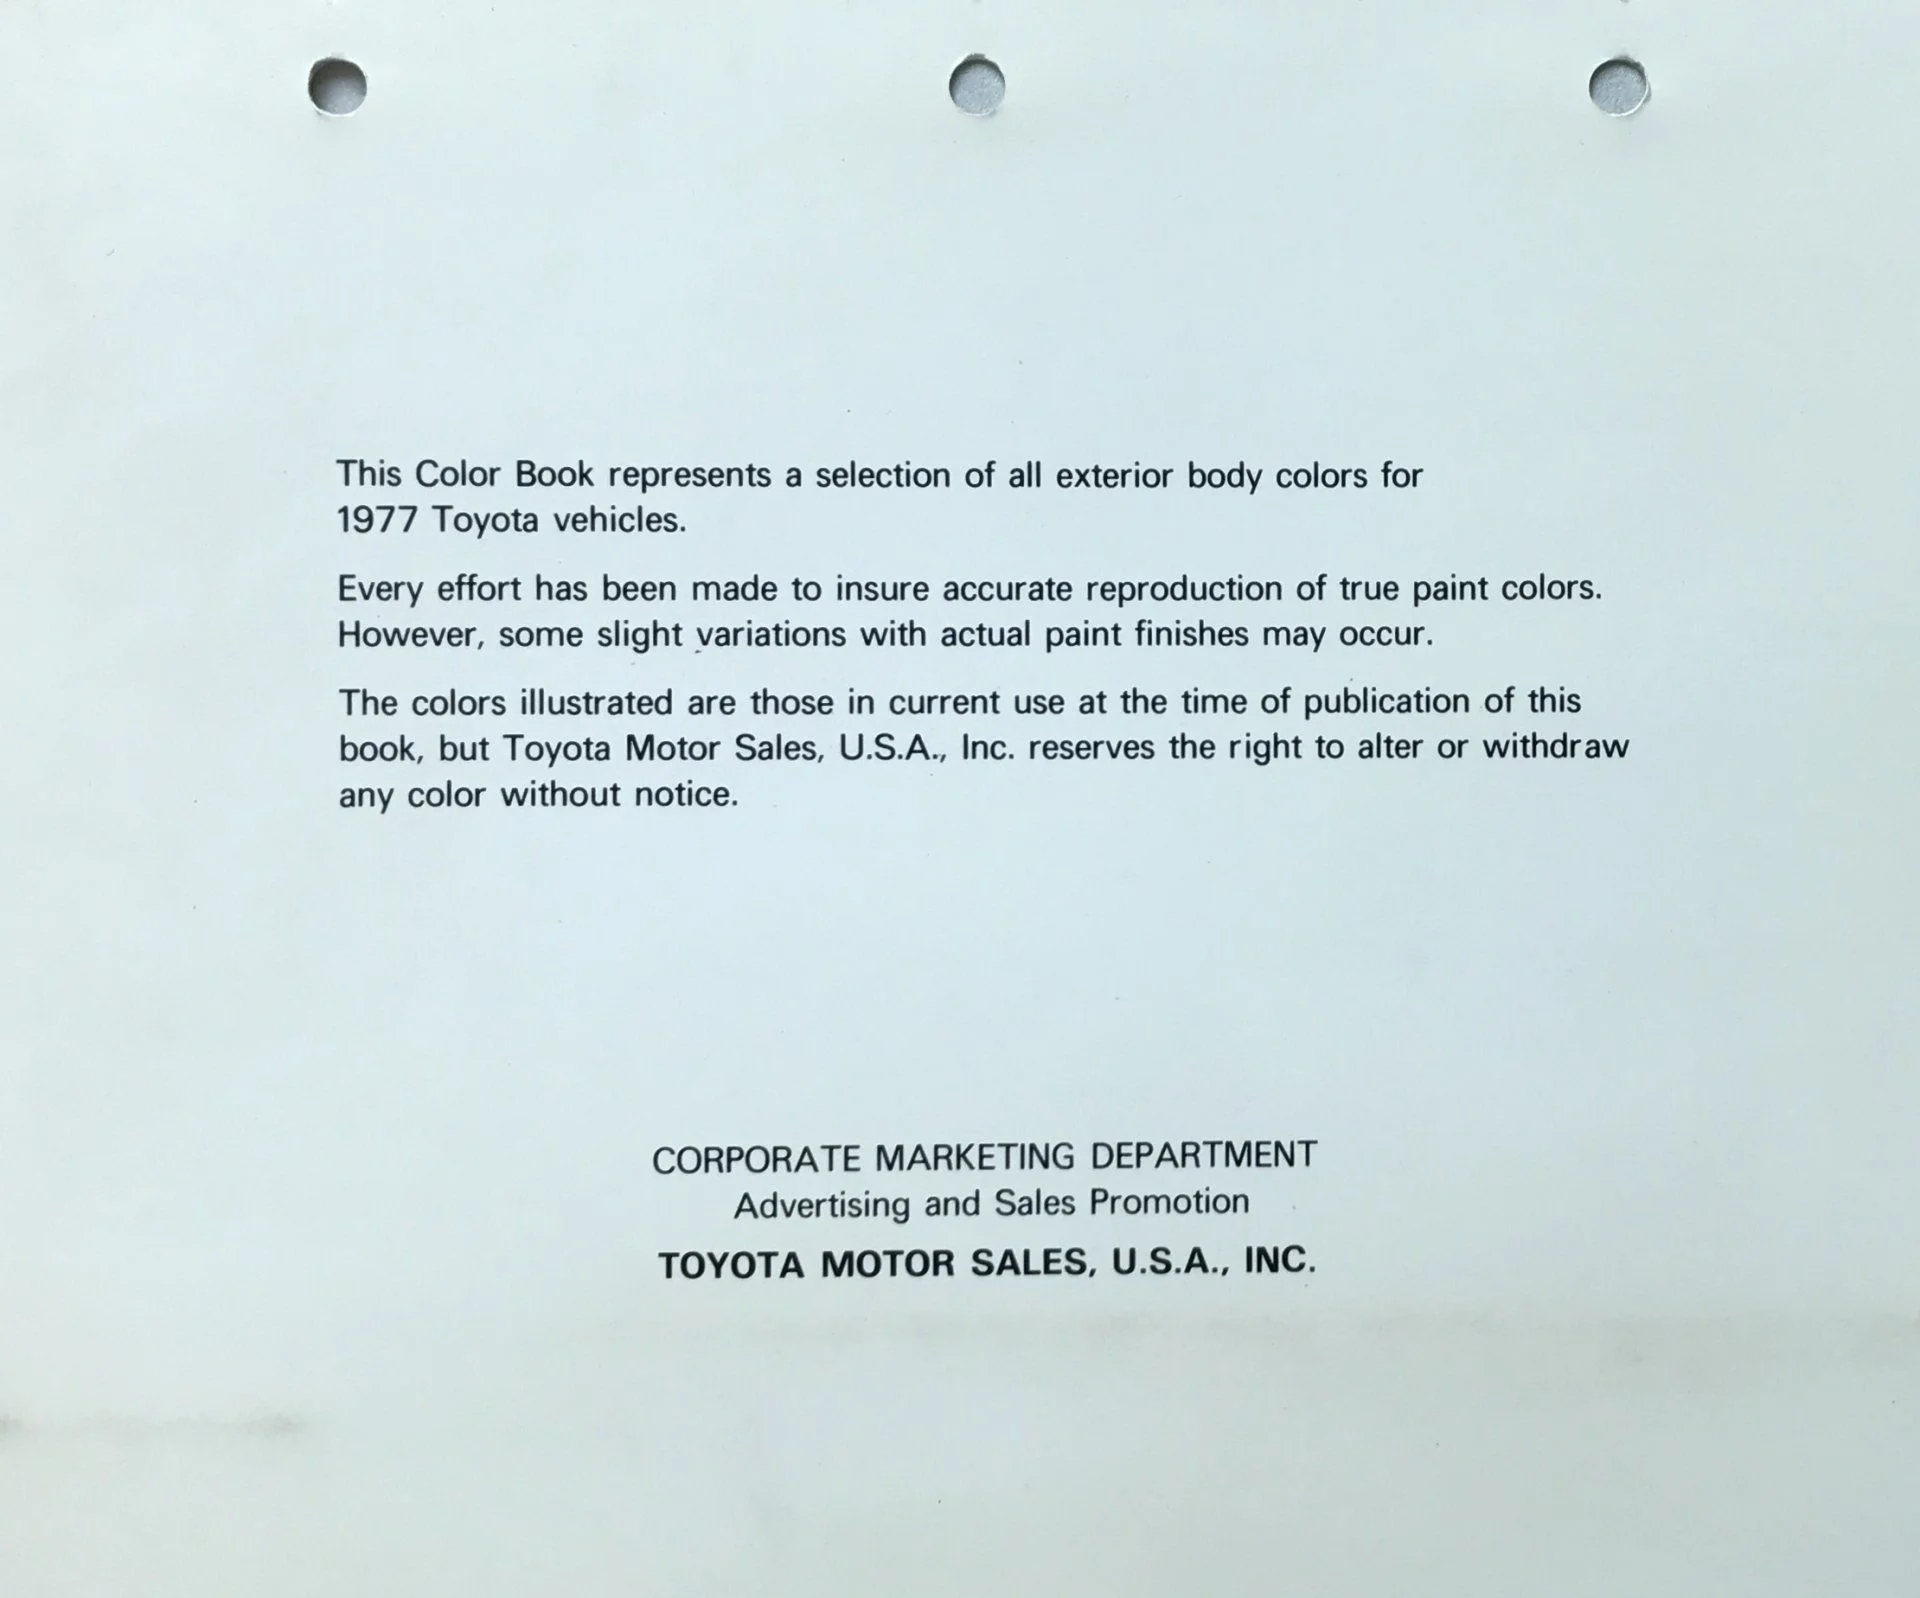 This Color Book represents a selection of all exterior body colors for
1977 Toyota vehicles.
Every effort has been made to insure accurate reproduction of true paint colors.
However, some slight variations with actual paint finishes may occur.
The colors illustrated are those in current use at the time of publication of this
book, but Toyota Motor Sales, U.S.A., Inc. reserves the right to alter or withdraw
any color without notice.
CORPORATE MARKETING DEPARTMENT
Advertising and Sales Promotion
TOYOTA MOTOR SALES, U.S.A., INC.